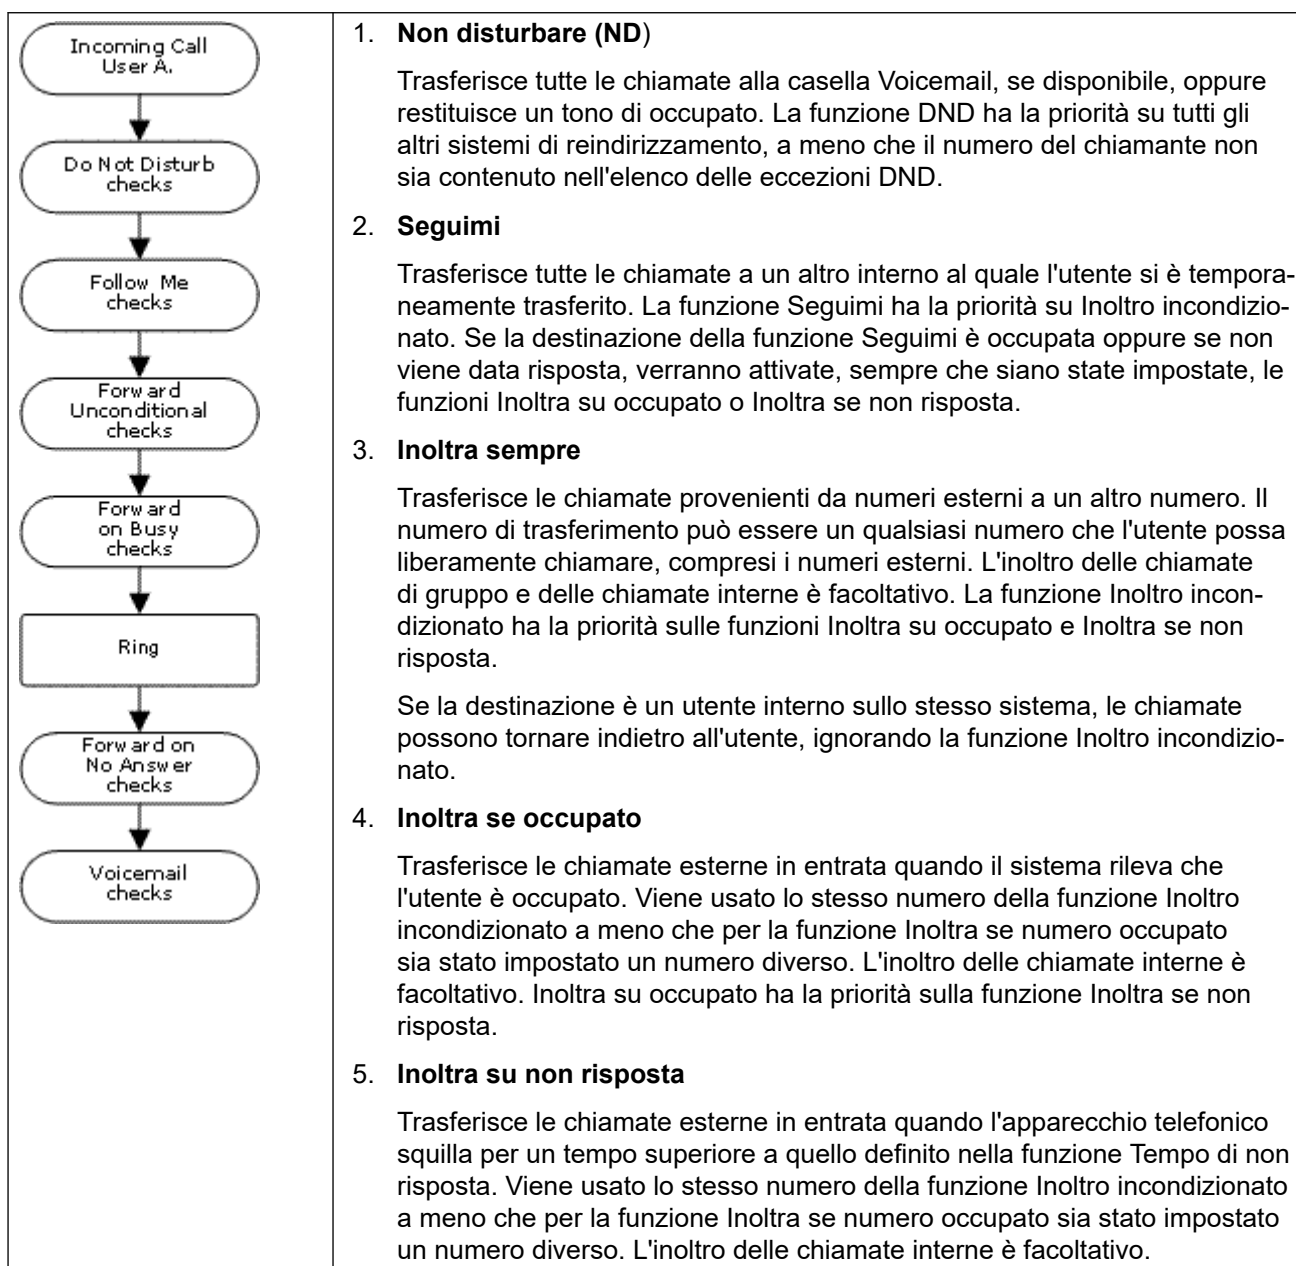 Incoming Call
User A.
Do Not Disturb
checks
Follow Me
checks
Forward
Unconditional
checks
Forward
on Busy
checks
Ring
Forward on
No Answer
checks
Voicemail
checks
1. Non disturbare (ND)
Trasferisce tutte le chiamate alla casella Voicemail, se disponibile, oppure
restituisce un tono di occupato. La funzione DND ha la priorità su tutti gli
altri sistemi di reindirizzamento, a meno che il numero del chiamante non
sia contenuto nell'elenco delle eccezioni DND.
2. Seguimi
Trasferisce tutte le chiamate a un altro interno al quale l'utente si è tempora-
neamente trasferito. La funzione Seguimi ha la priorità su Inoltro incondizio-
nato. Se la destinazione della funzione Seguimi è occupata oppure se non
viene data risposta, verranno attivate, sempre che siano state impostate, le
funzioni Inoltra su occupato o Inoltra se non risposta.
3. Inoltra sempre
Trasferisce le chiamate provenienti da numeri esterni a un altro numero. Il
numero di trasferimento può essere un qualsiasi numero che l'utente possa
liberamente chiamare, compresi i numeri esterni. L'inoltro delle chiamate
di gruppo e delle chiamate interne è facoltativo. La funzione Inoltro incon-
dizionato ha la priorità sulle funzioni Inoltra su occupato e Inoltra se non
risposta.
Se la destinazione è un utente interno sullo stesso sistema, le chiamate
possono tornare indietro all'utente, ignorando la funzione Inoltro incondizio-
nato.
4. Inoltra se occupato
Trasferisce le chiamate esterne in entrata quando il sistema rileva che
l'utente è occupato. Viene usato lo stesso numero della funzione Inoltro
incondizionato a meno che per la funzione Inoltra se numero occupato
sia stato impostato un numero diverso. L'inoltro delle chiamate interne è
facoltativo. Inoltra su occupato ha la priorità sulla funzione Inoltra se non
risposta.
5. Inoltra su non risposta
Trasferisce le chiamate esterne in entrata quando l'apparecchio telefonico
squilla per un tempo superiore a quello definito nella funzione Tempo di non
risposta. Viene usato lo stesso numero della funzione Inoltro incondizionato
a meno che per la funzione Inoltra se numero occupato sia stato impostato
un numero diverso. L'inoltro delle chiamate interne è facoltativo.